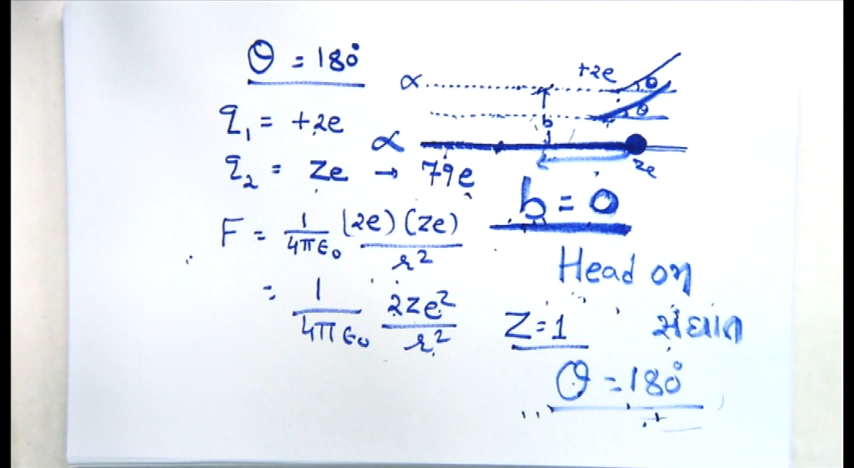 θ = 180°
q₁ = +2e
q₂ = Ze → 79e
F = 1/4πε₀ (2e)(Ze)/r²
= 1/4πε₀ 2Ze²/r²
α
+2e
θ
θ
b
α
Ze
b = 0
Head on
Z=1 સંઘાત
θ = 180°